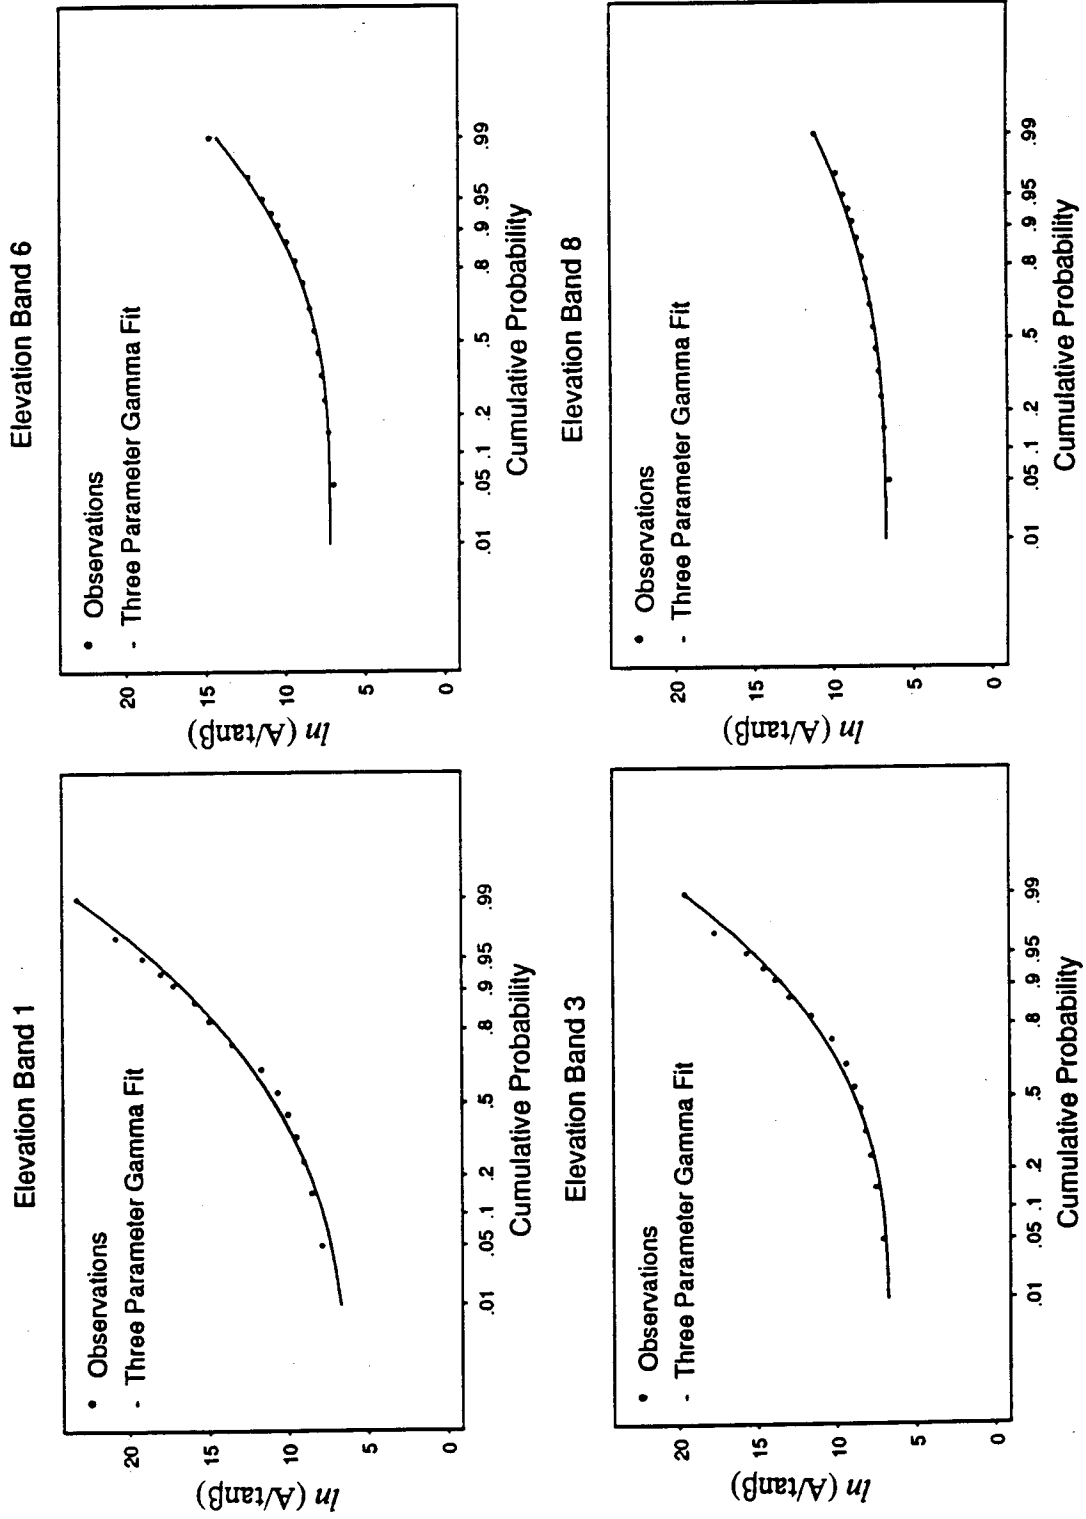 Elevation Band 1
ln (A/tanβ)
20
15
10
5
0
• Observations
- Three Parameter Gamma Fit
.01 .05 .1 .2 .5 .8 .9 .95 .99
Cumulative Probability
Elevation Band 6
ln (A/tanβ)
20
15
10
5
0
• Observations
- Three Parameter Gamma Fit
.01 .05 .1 .2 .5 .8 .9 .95 .99
Cumulative Probability
Elevation Band 3
ln (A/tanβ)
20
15
10
5
0
• Observations
- Three Parameter Gamma Fit
.01 .05 .1 .2 .5 .8 .9 .95 .99
Cumulative Probability
Elevation Band 8
ln (A/tanβ)
20
15
10
5
0
• Observations
- Three Parameter Gamma Fit
.01 .05 .1 .2 .5 .8 .9 .95 .99
Cumulative Probability